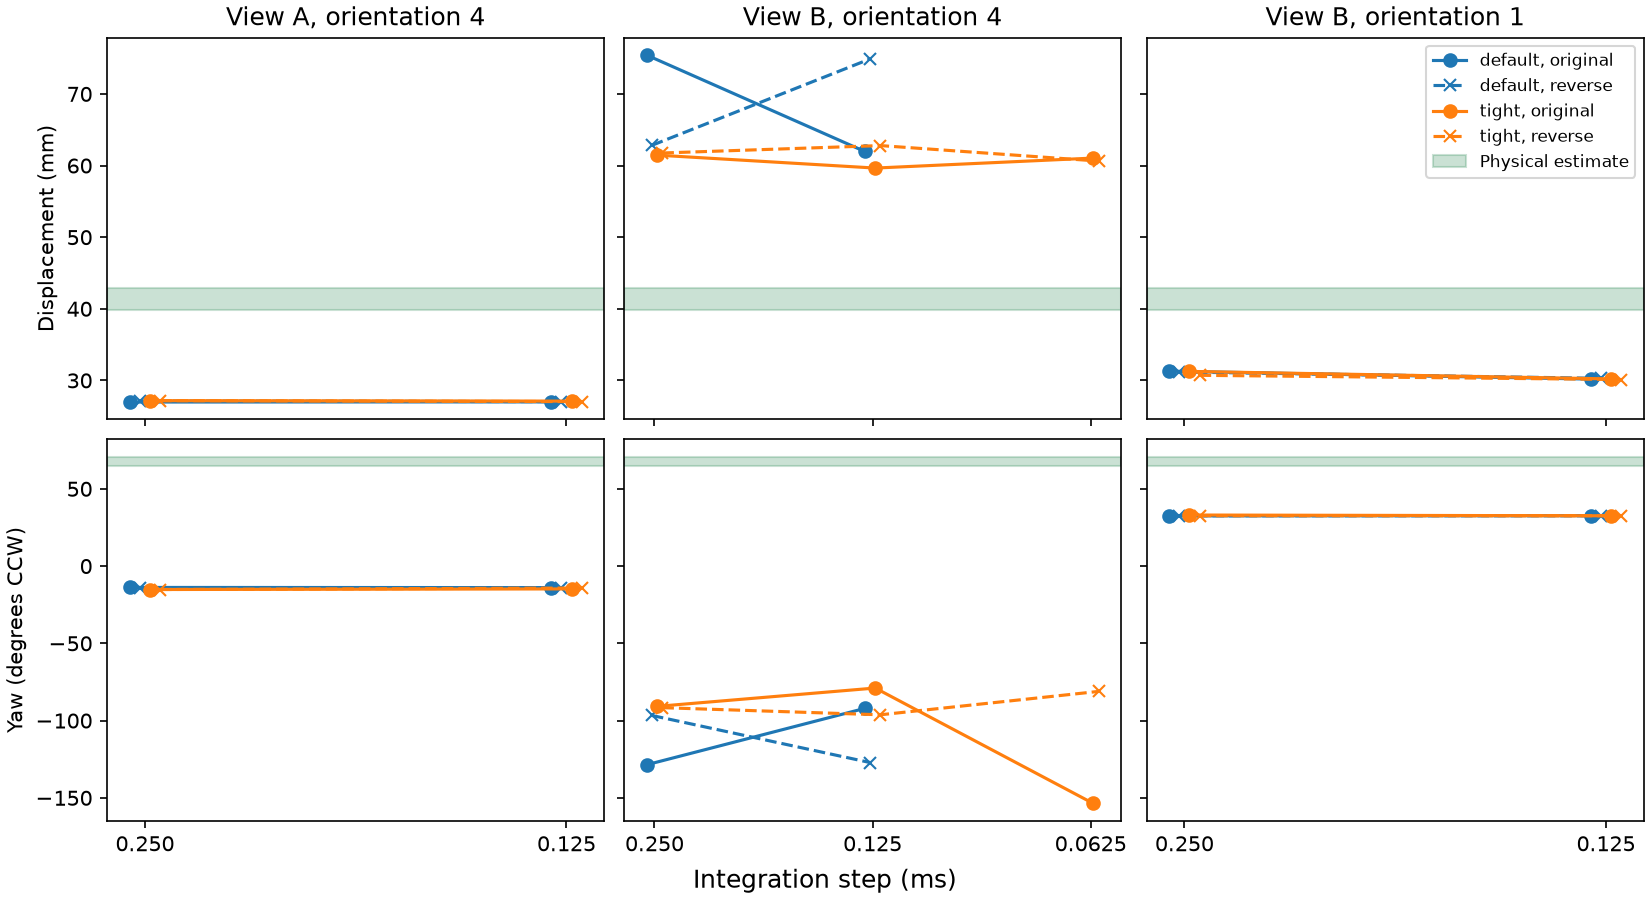 View A, orientation 4
View B, orientation 4
View B, orientation 1
default, original
default, reverse
tight, original
tight, reverse
Physical estimate
Displacement (mm)
70
60
50
40
30
Yaw (degrees CCW)
50
0
−50
−100
−150
0.250
0.125
0.250
0.125
0.0625
0.250
0.125
Integration step (ms)